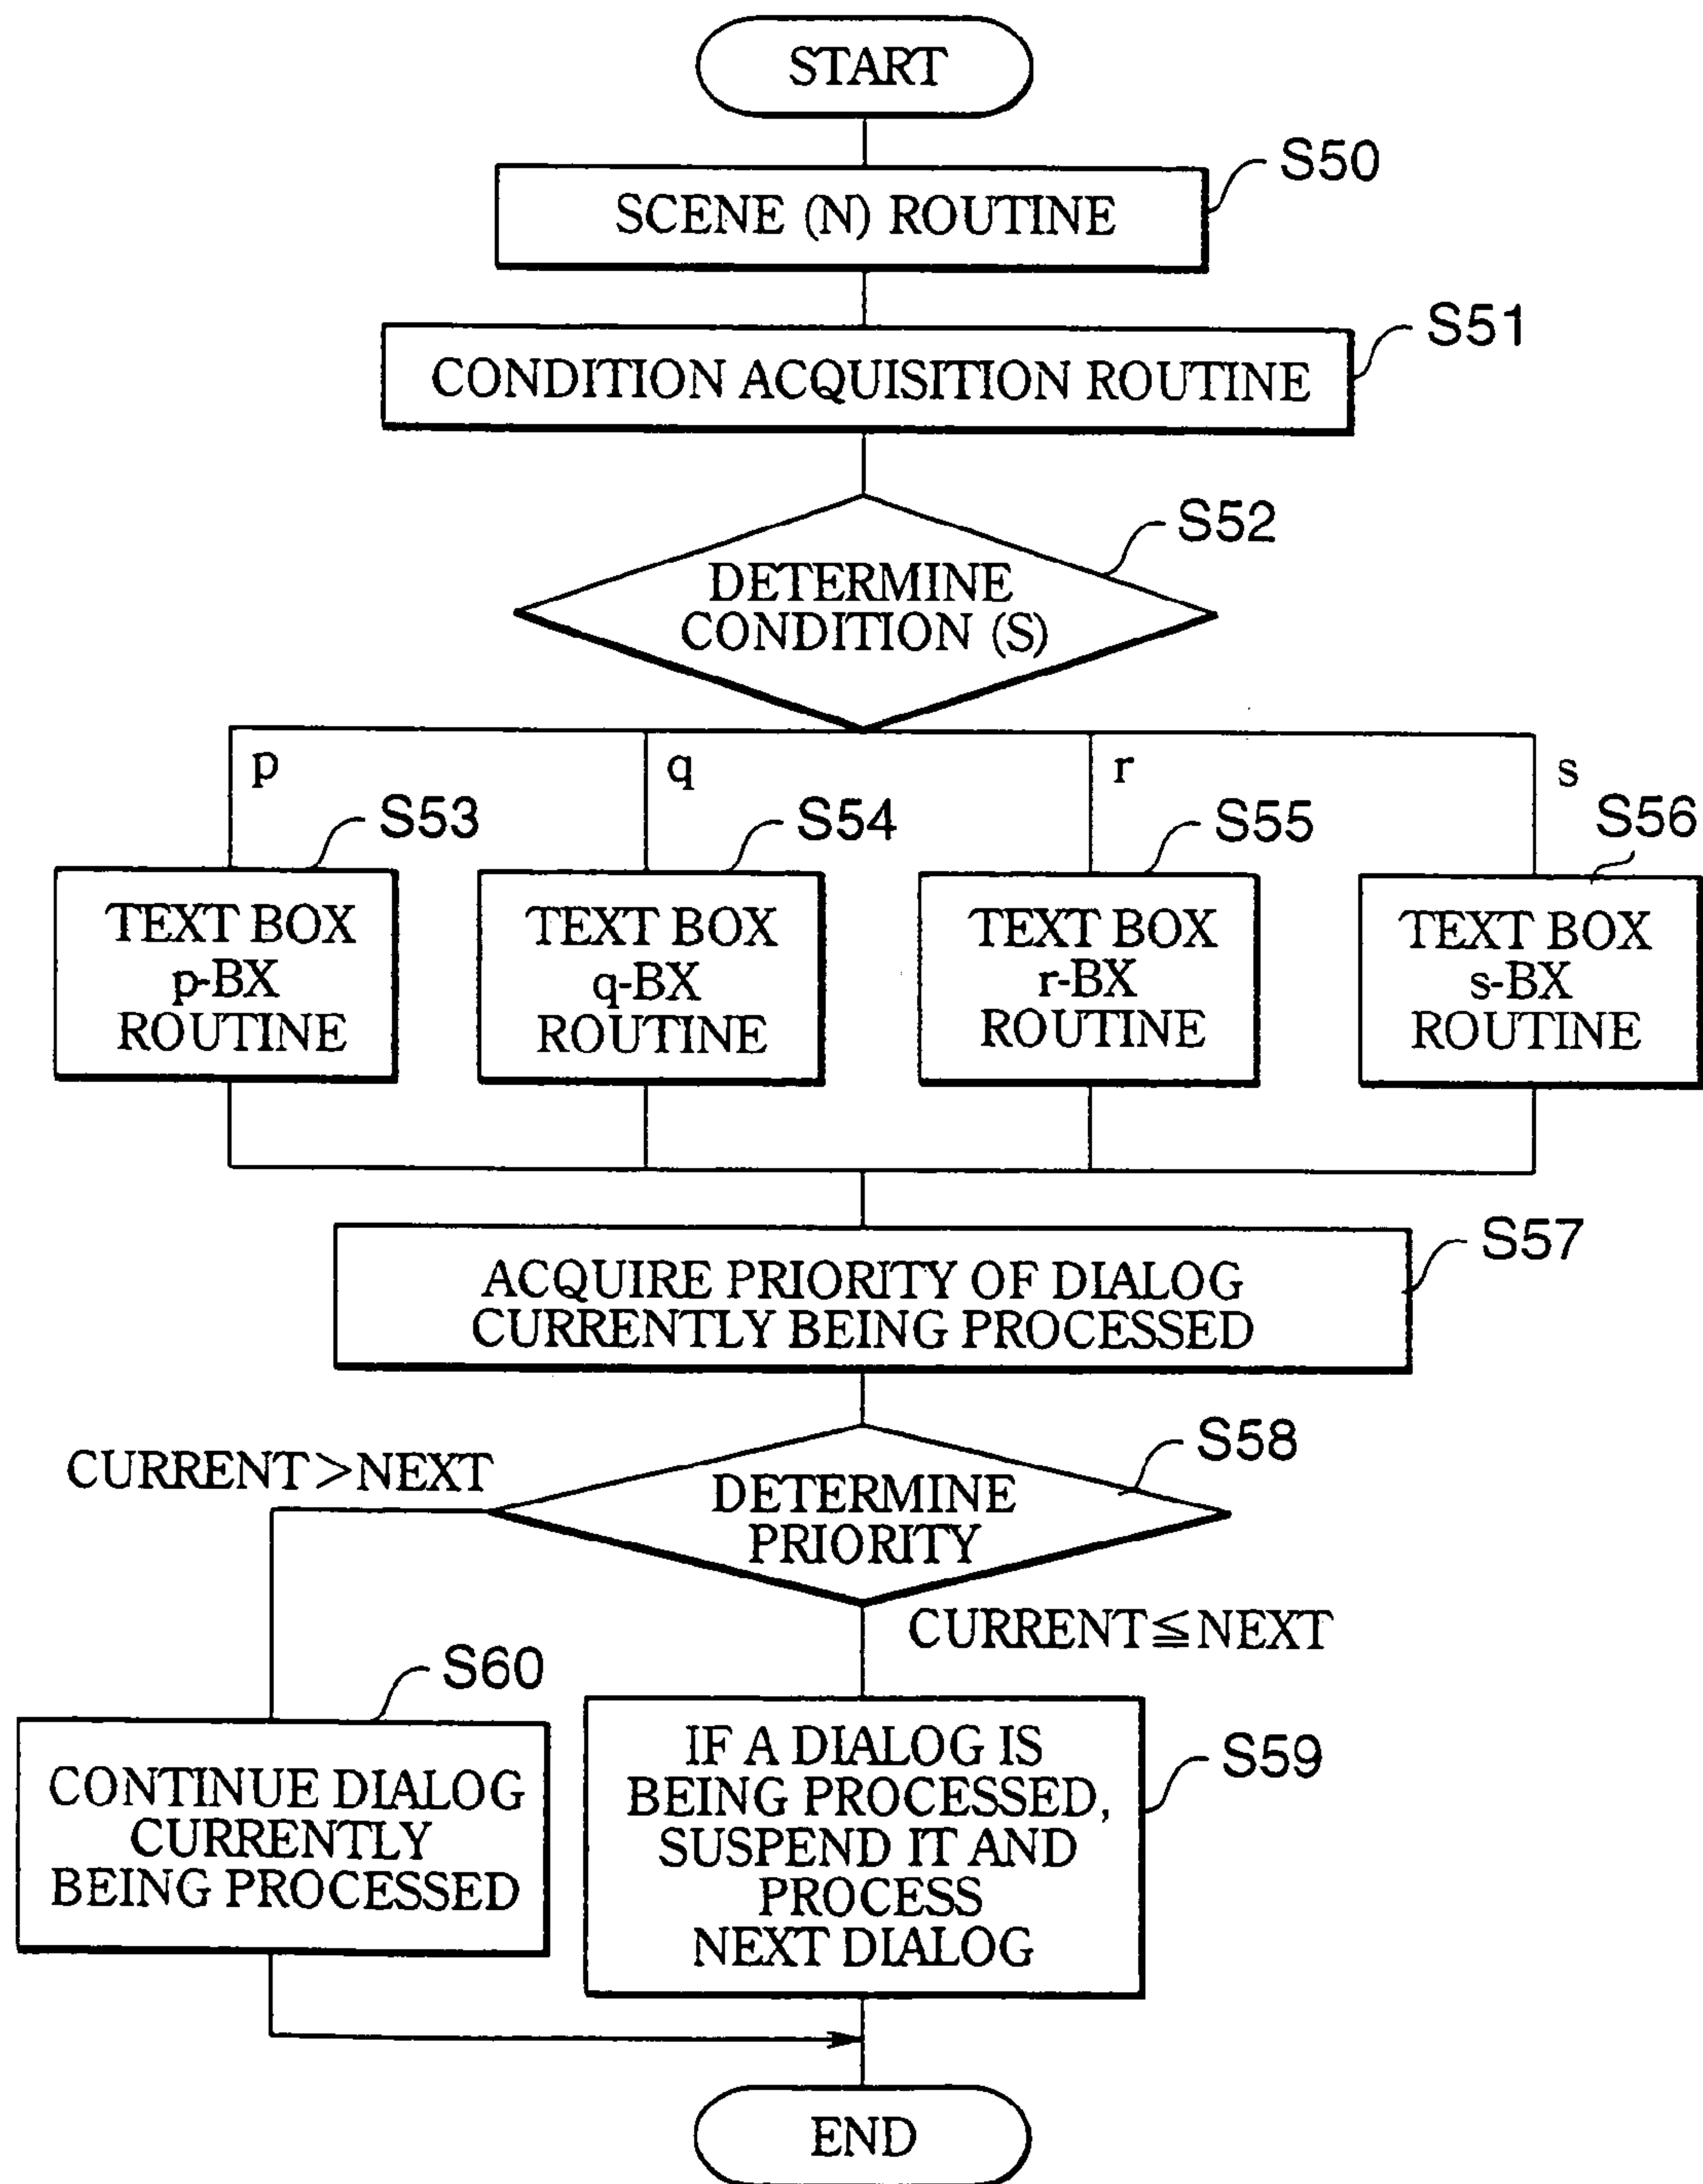 START
S50
SCENE (N) ROUTINE
S51
CONDITION ACQUISITION ROUTINE
S52
DETERMINE
CONDITION (S)
p
q
r
s
S53
S54
S55
S56
TEXT BOX
p-BX
ROUTINE
TEXT BOX
q-BX
ROUTINE
TEXT BOX
r-BX
ROUTINE
TEXT BOX
s-BX
ROUTINE
S57
ACQUIRE PRIORITY OF DIALOG
CURRENTLY BEING PROCESSED
S58
CURRENT>NEXT
DETERMINE
PRIORITY
CURRENT≦NEXT
S60
CONTINUE DIALOG
CURRENTLY
BEING PROCESSED
S59
IF A DIALOG IS
BEING PROCESSED,
SUSPEND IT AND
PROCESS
NEXT DIALOG
END